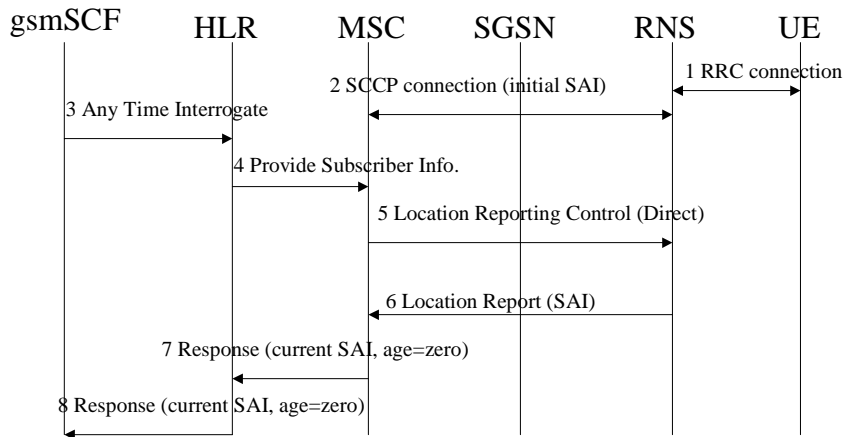 gsmSCF HLR MSC SGSN RNS UE
1 RRC connection
2 SCCP connection (initial SAI)
3 Any Time Interrogate
4 Provide Subscriber Info.
5 Location Reporting Control (Direct)
6 Location Report (SAI)
7 Response (current SAI, age=zero)
8 Response (current SAI, age=zero)